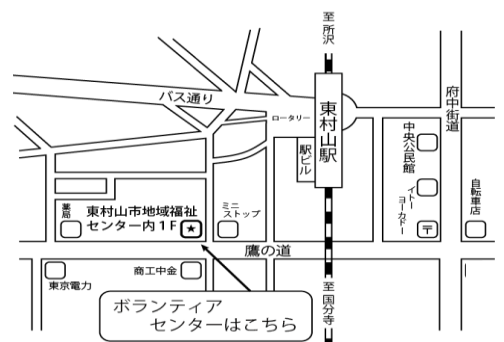 至所沢
バス通り
ロータリー
東村山駅
駅ビル
府中街道
中央公民館
イトー
ヨーカドー
〒
自転車店
薬局
東村山市地域福祉
センター内1F
★
ミニ
ストップ
鷹の道
東京電力
商工中金
至国分寺
ボランティア
センターはこちら